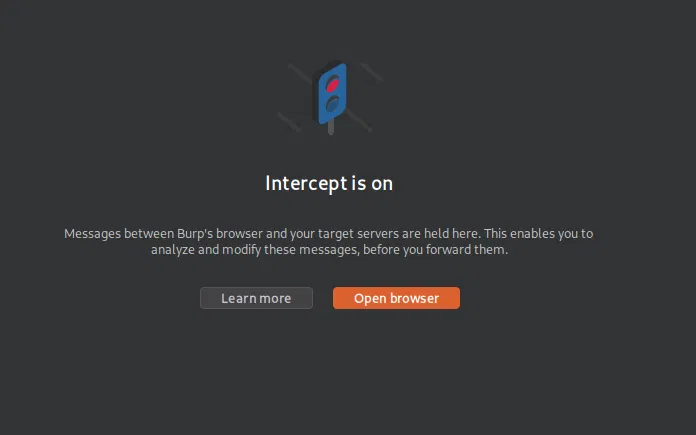 Intercept is on
Messages between Burp's browser and your target servers are held here. This enables you to
analyze and modify these messages, before you forward them.
Learn more
Open browser